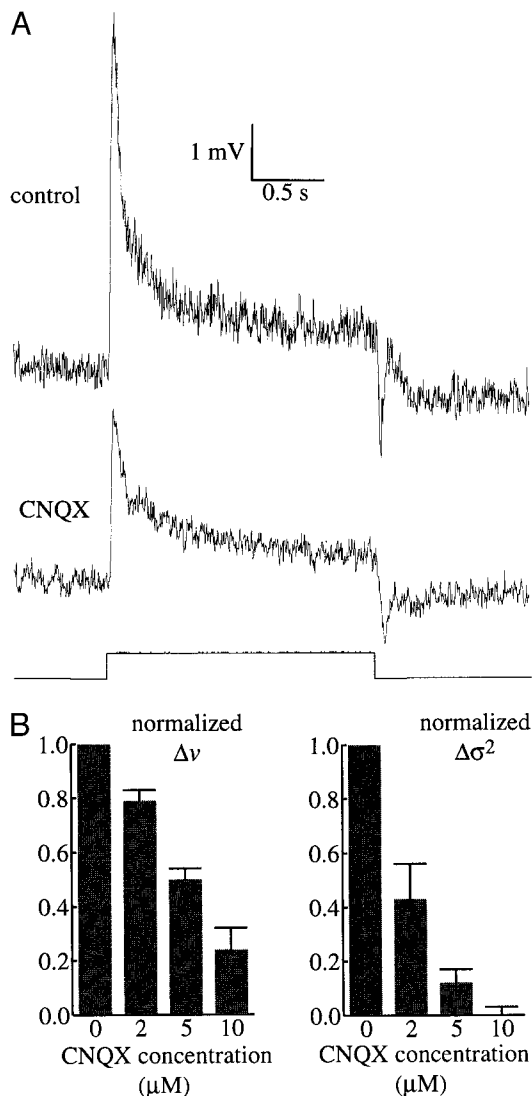 A
1 mV
0.5 s
control
CNQX
B
normalized
Δv
1.0
0.8
0.6
0.4
0.2
0.0
0 2 5 10
CNQX concentration
(μM)
normalized
Δσ²
1.0
0.8
0.6
0.4
0.2
0.0
0 2 5 10
CNQX concentration
(μM)